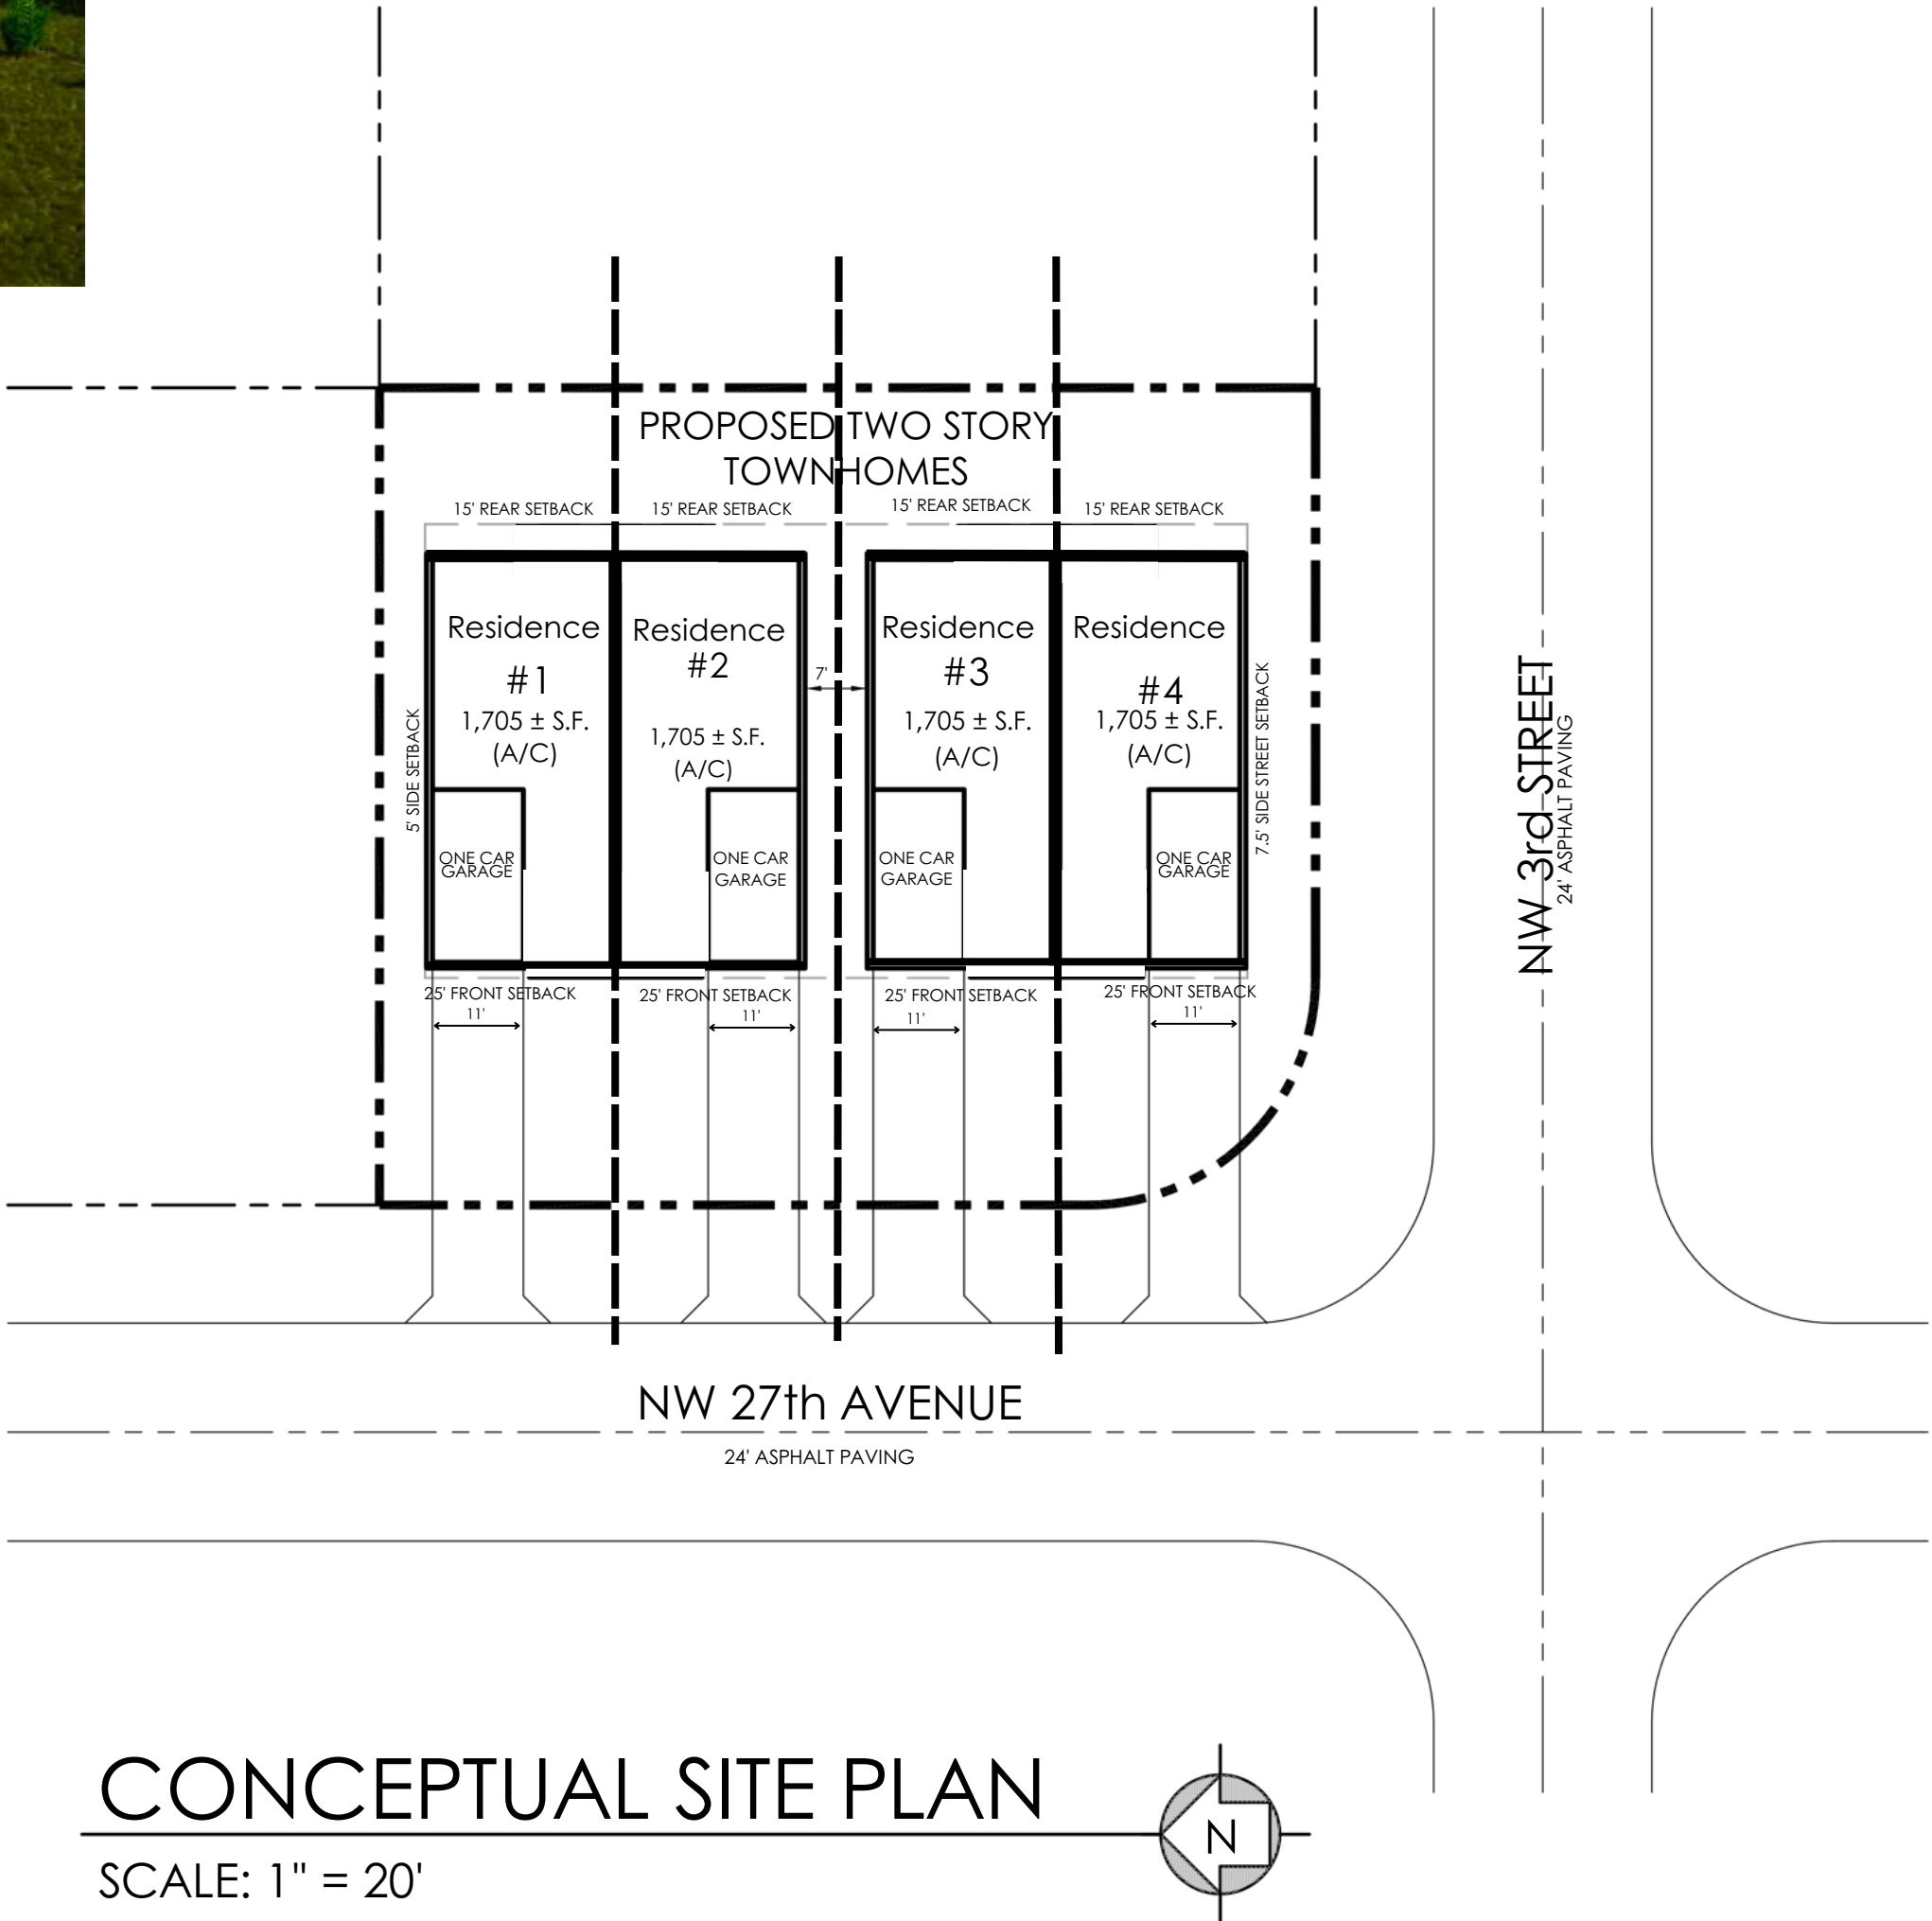 PROPOSED TWO STORY
TOWNHOMES
15' REAR SETBACK
15' REAR SETBACK
15' REAR SETBACK
15' REAR SETBACK
Residence
#1
1,705 ± S.F.
(A/C)
Residence
#2
1,705 ± S.F.
(A/C)
7'
Residence
#3
1,705 ± S.F.
(A/C)
Residence
#4
1,705 ± S.F.
(A/C)
5' SIDE SETBACK
7.5' SIDE STREET SETBACK
ONE CAR
GARAGE
ONE CAR
GARAGE
ONE CAR
GARAGE
ONE CAR
GARAGE
25' FRONT SETBACK
11'
25' FRONT SETBACK
11'
25' FRONT SETBACK
11'
25' FRONT SETBACK
11'
NW 3rd STREET
24' ASPHALT PAVING
NW 27th AVENUE
24' ASPHALT PAVING
CONCEPTUAL SITE PLAN
SCALE: 1" = 20'
N